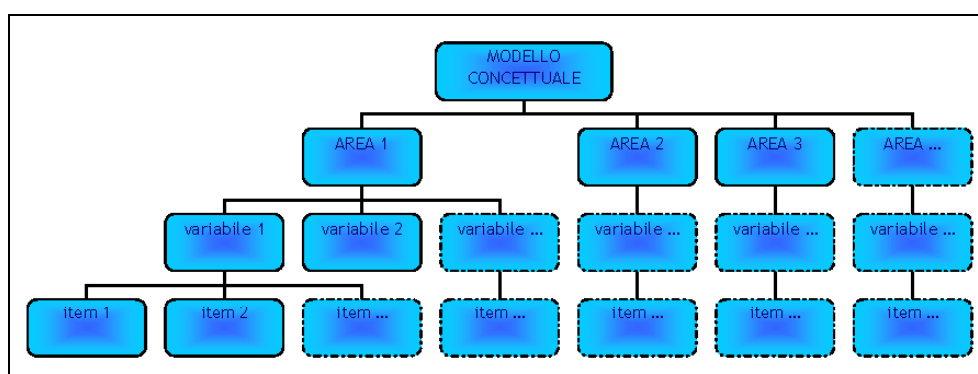 MODELLO
CONCETTUALE
AREA 1
AREA 2
AREA 3
AREA ...
variabile 1
variabile 2
variabile ...
variabile ...
variabile ...
variabile ...
item 1
item 2
item ...
item ...
item ...
item ...
item ...